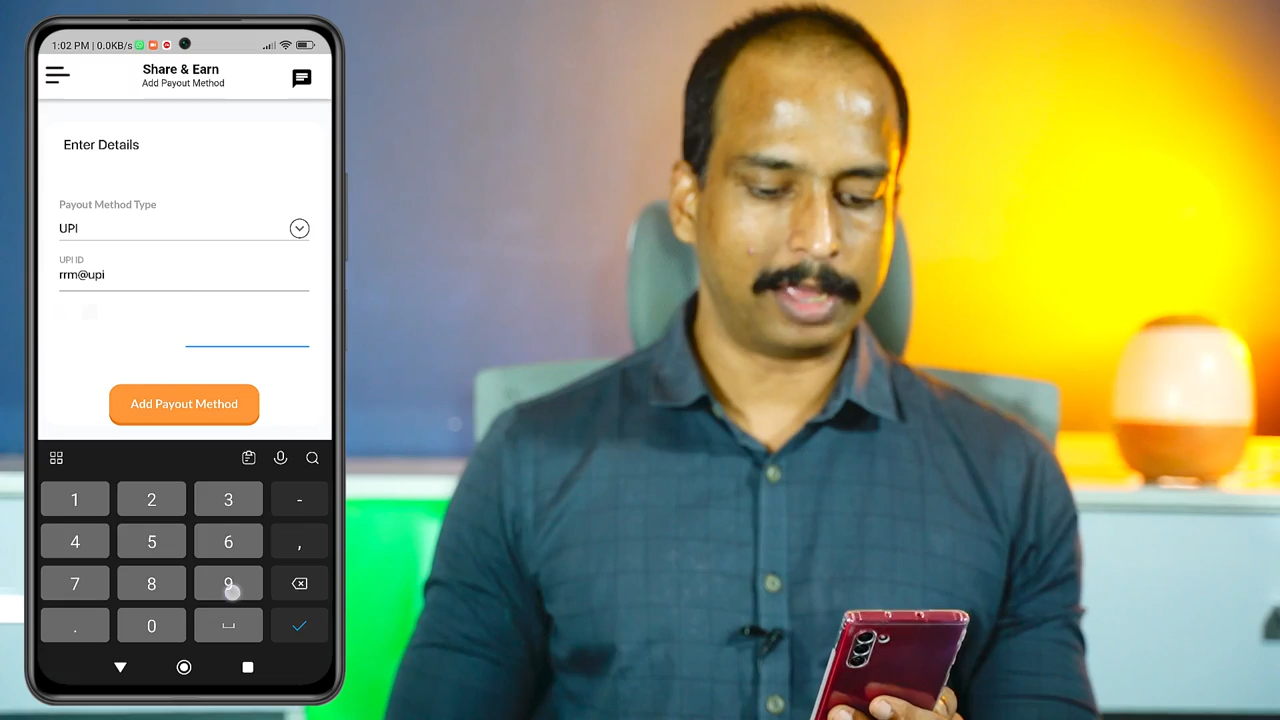 1:02 PM | 0.0KB/s
Share & Earn
Add Payout Method
Enter Details
Payout Method Type
UPI
UPI ID
rrm@upi
Add Payout Method
1 2 3 -
4 5 6 ,
7 8 9
. 0